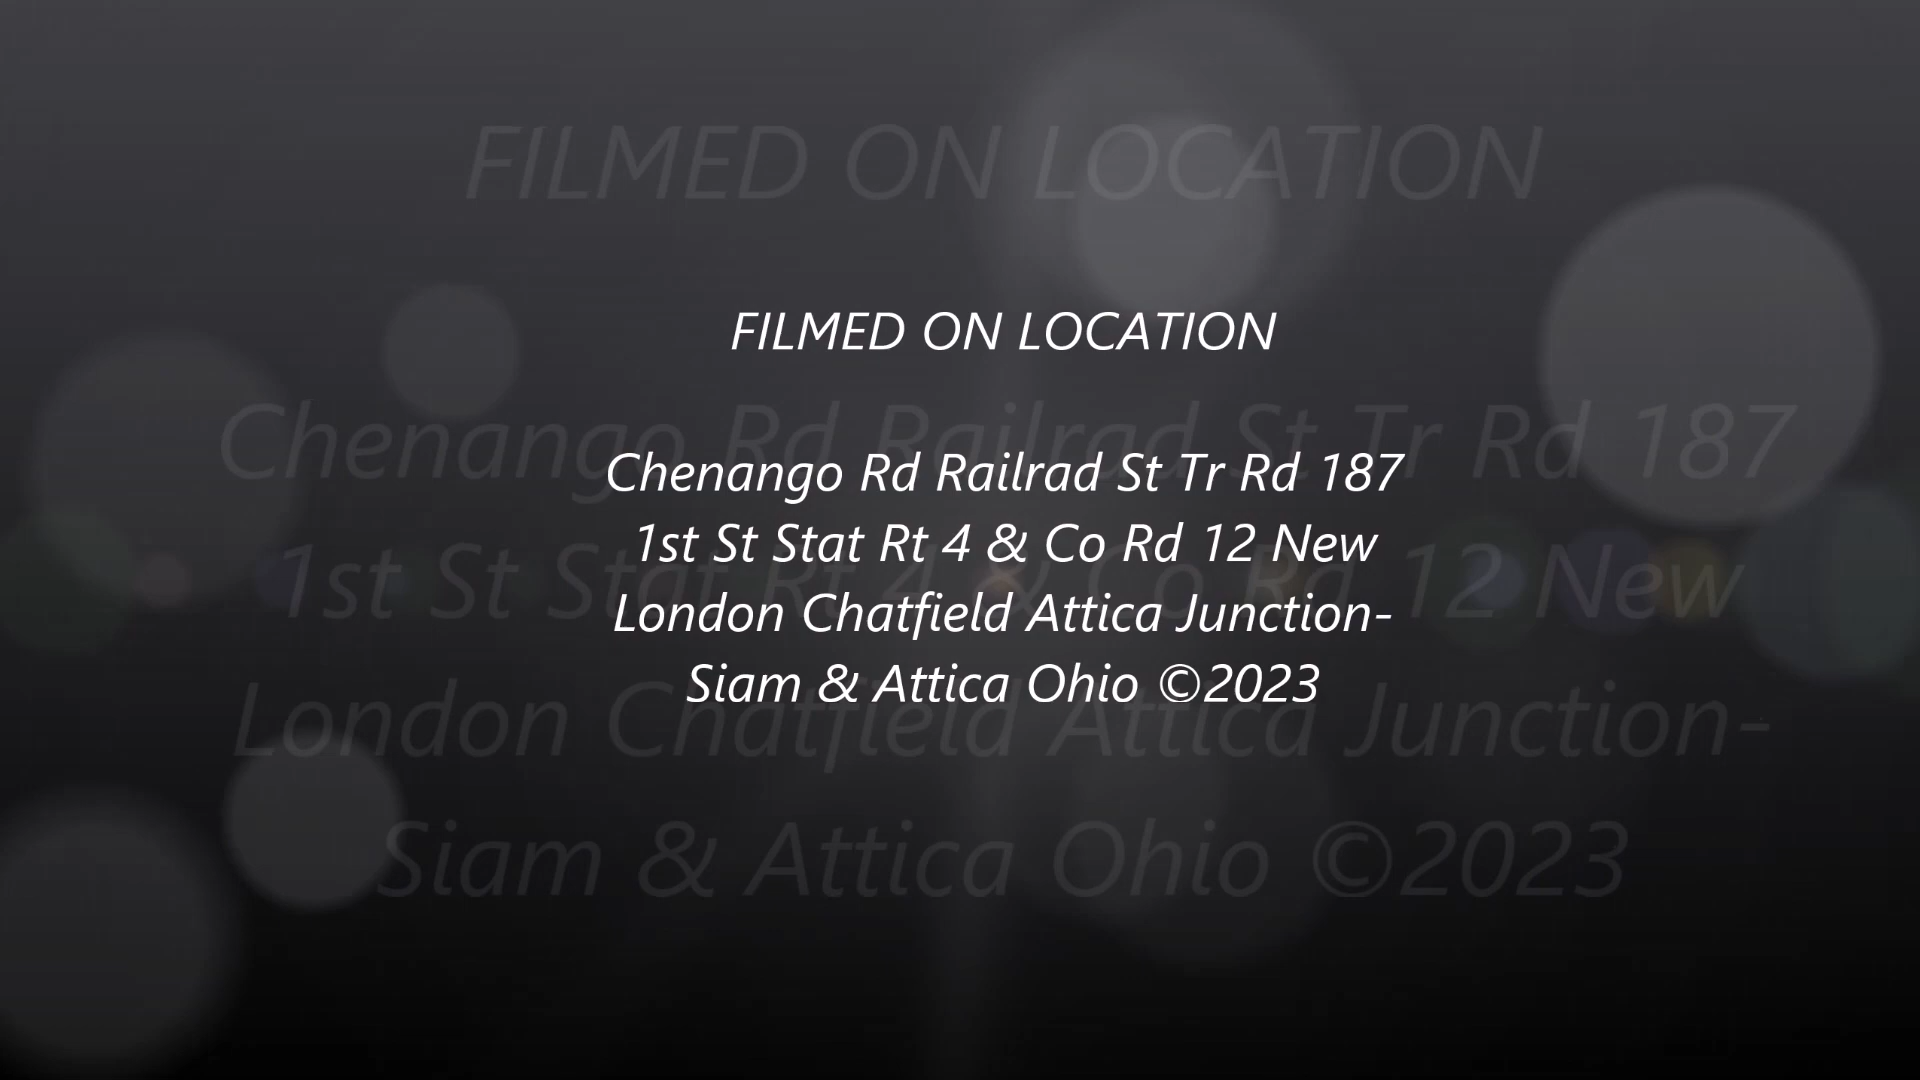 FILMED ON LOCATION
Chenango Rd Railrad St Tr Rd 187
1st St Stat Rt 4 & Co Rd 12 New
London Chatfield Attica Junction-
Siam & Attica Ohio ©2023